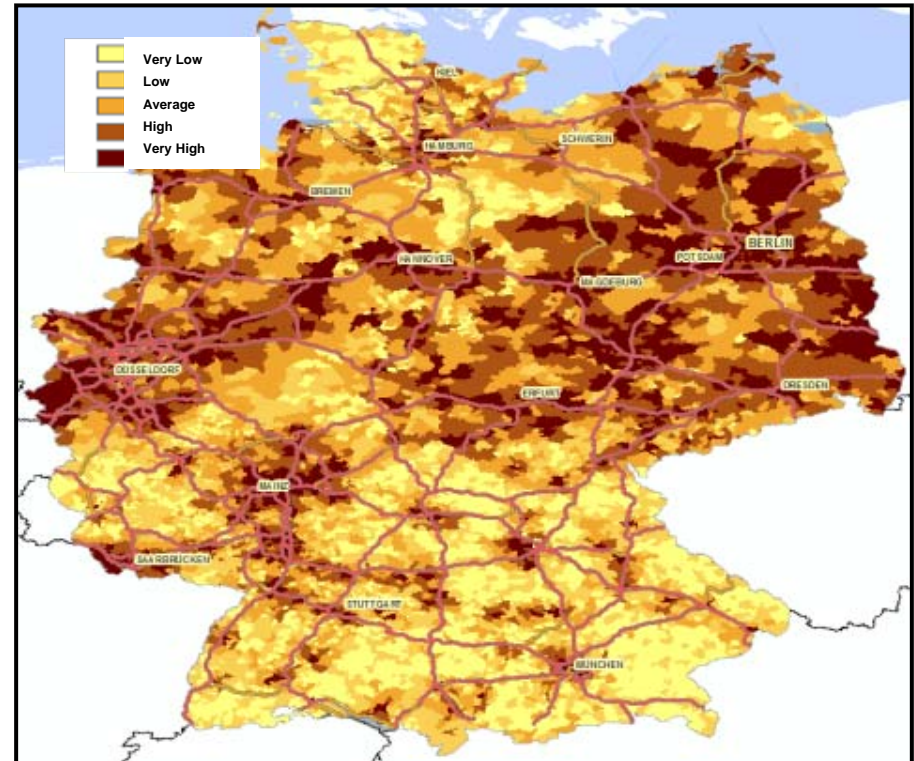 Very Low
Low
Average
High
Very High
KIEL
SCHWERIN
HAMBURG
BREMEN
BERLIN
POTSDAM
HANNOVER
MAGDEBURG
DÜSSELDORF
DRESDEN
ERFURT
MAINZ
SAARBRÜCKEN
STUTTGART
MÜNCHEN